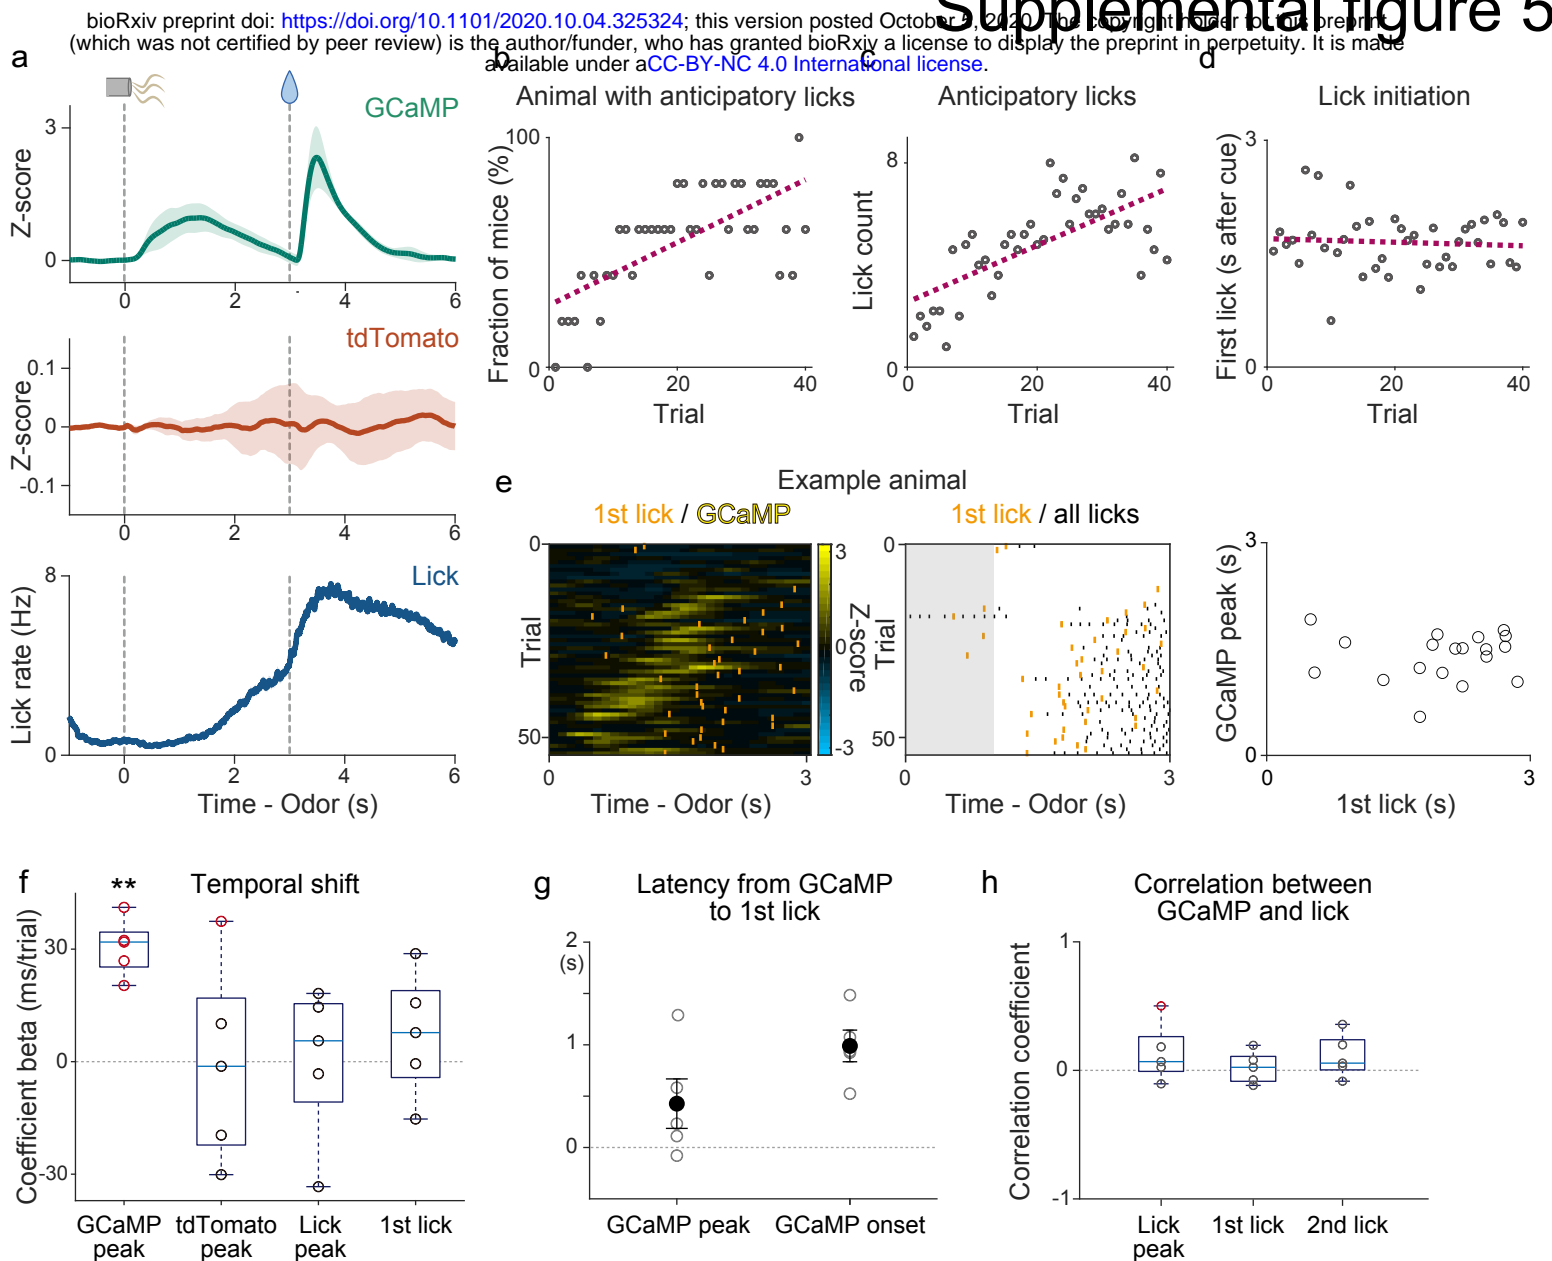 Supplemental figure 5
bioRxiv preprint doi: https://doi.org/10.1101/2020.10.04.325324; this version posted October 5, 2020. The copyright holder for this preprint
(which was not certified by peer review) is the author/funder, who has granted bioRxiv a license to display the preprint in perpetuity. It is made
available under aCC-BY-NC 4.0 International license.
a
GCaMP
Z-score
3
0
0
2
4
6
tdTomato
Z-score
0.1
0
-0.1
0
2
4
6
Lick
Lick rate (Hz)
8
0
0
2
4
6
Time - Odor (s)
b
Animal with anticipatory licks
Fraction of mice (%)
100
0
0
20
40
Trial
c
Anticipatory licks
Lick count
8
0
0
20
40
Trial
d
Lick initiation
First lick (s after cue)
3
0
0
20
40
Trial
e
Example animal
1st lick / GCaMP
Trial
0
50
0
3
Time - Odor (s)
3
0
-3
Z-score
1st lick / all licks
Trial
0
50
0
3
Time - Odor (s)
GCaMP peak (s)
3
0
0
3
1st lick (s)
f
**
Temporal shift
Coefficient beta (ms/trial)
30
0
-30
GCaMP
peak
tdTomato
peak
Lick
peak
1st lick
g
Latency from GCaMP
to 1st lick
2
(s)
1
0
GCaMP peak
GCaMP onset
h
Correlation between
GCaMP and lick
Correlation coefficient
1
0
-1
Lick
peak
1st lick
2nd lick